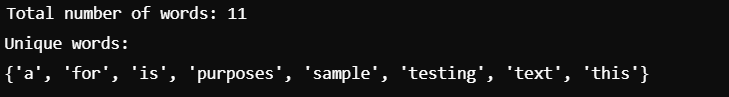 Total number of words: 11
Unique words:
{'a', 'for', 'is', 'purposes', 'sample', 'testing', 'text', 'this'}